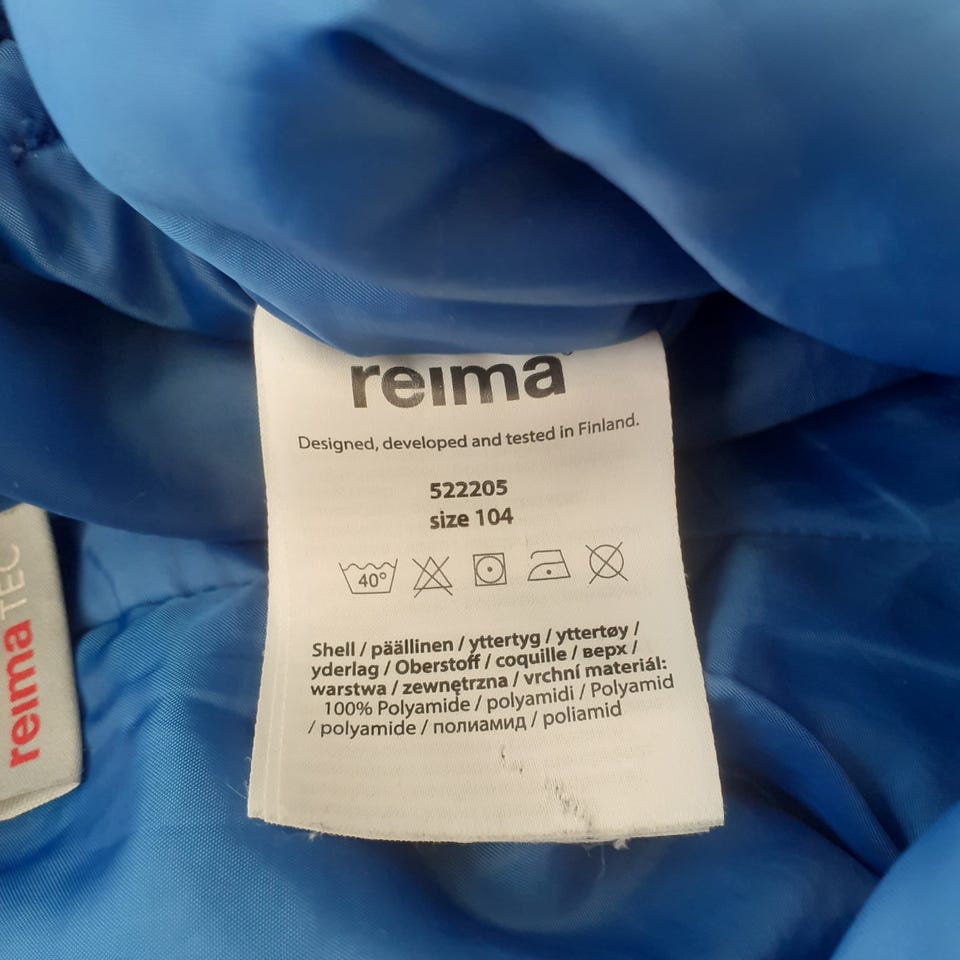 reima
Designed, developed and tested in Finland.
522205
size 104
40°
Shell / päällinen / yttertyg / yttertøy /
yderlag / Oberstoff / coquille / верх /
warstwa / zewnętrzna / vrchní materiál:
100% Polyamide / polyamidi / Polyamid
/ polyamide / полиамид / poliamid
reima TEC